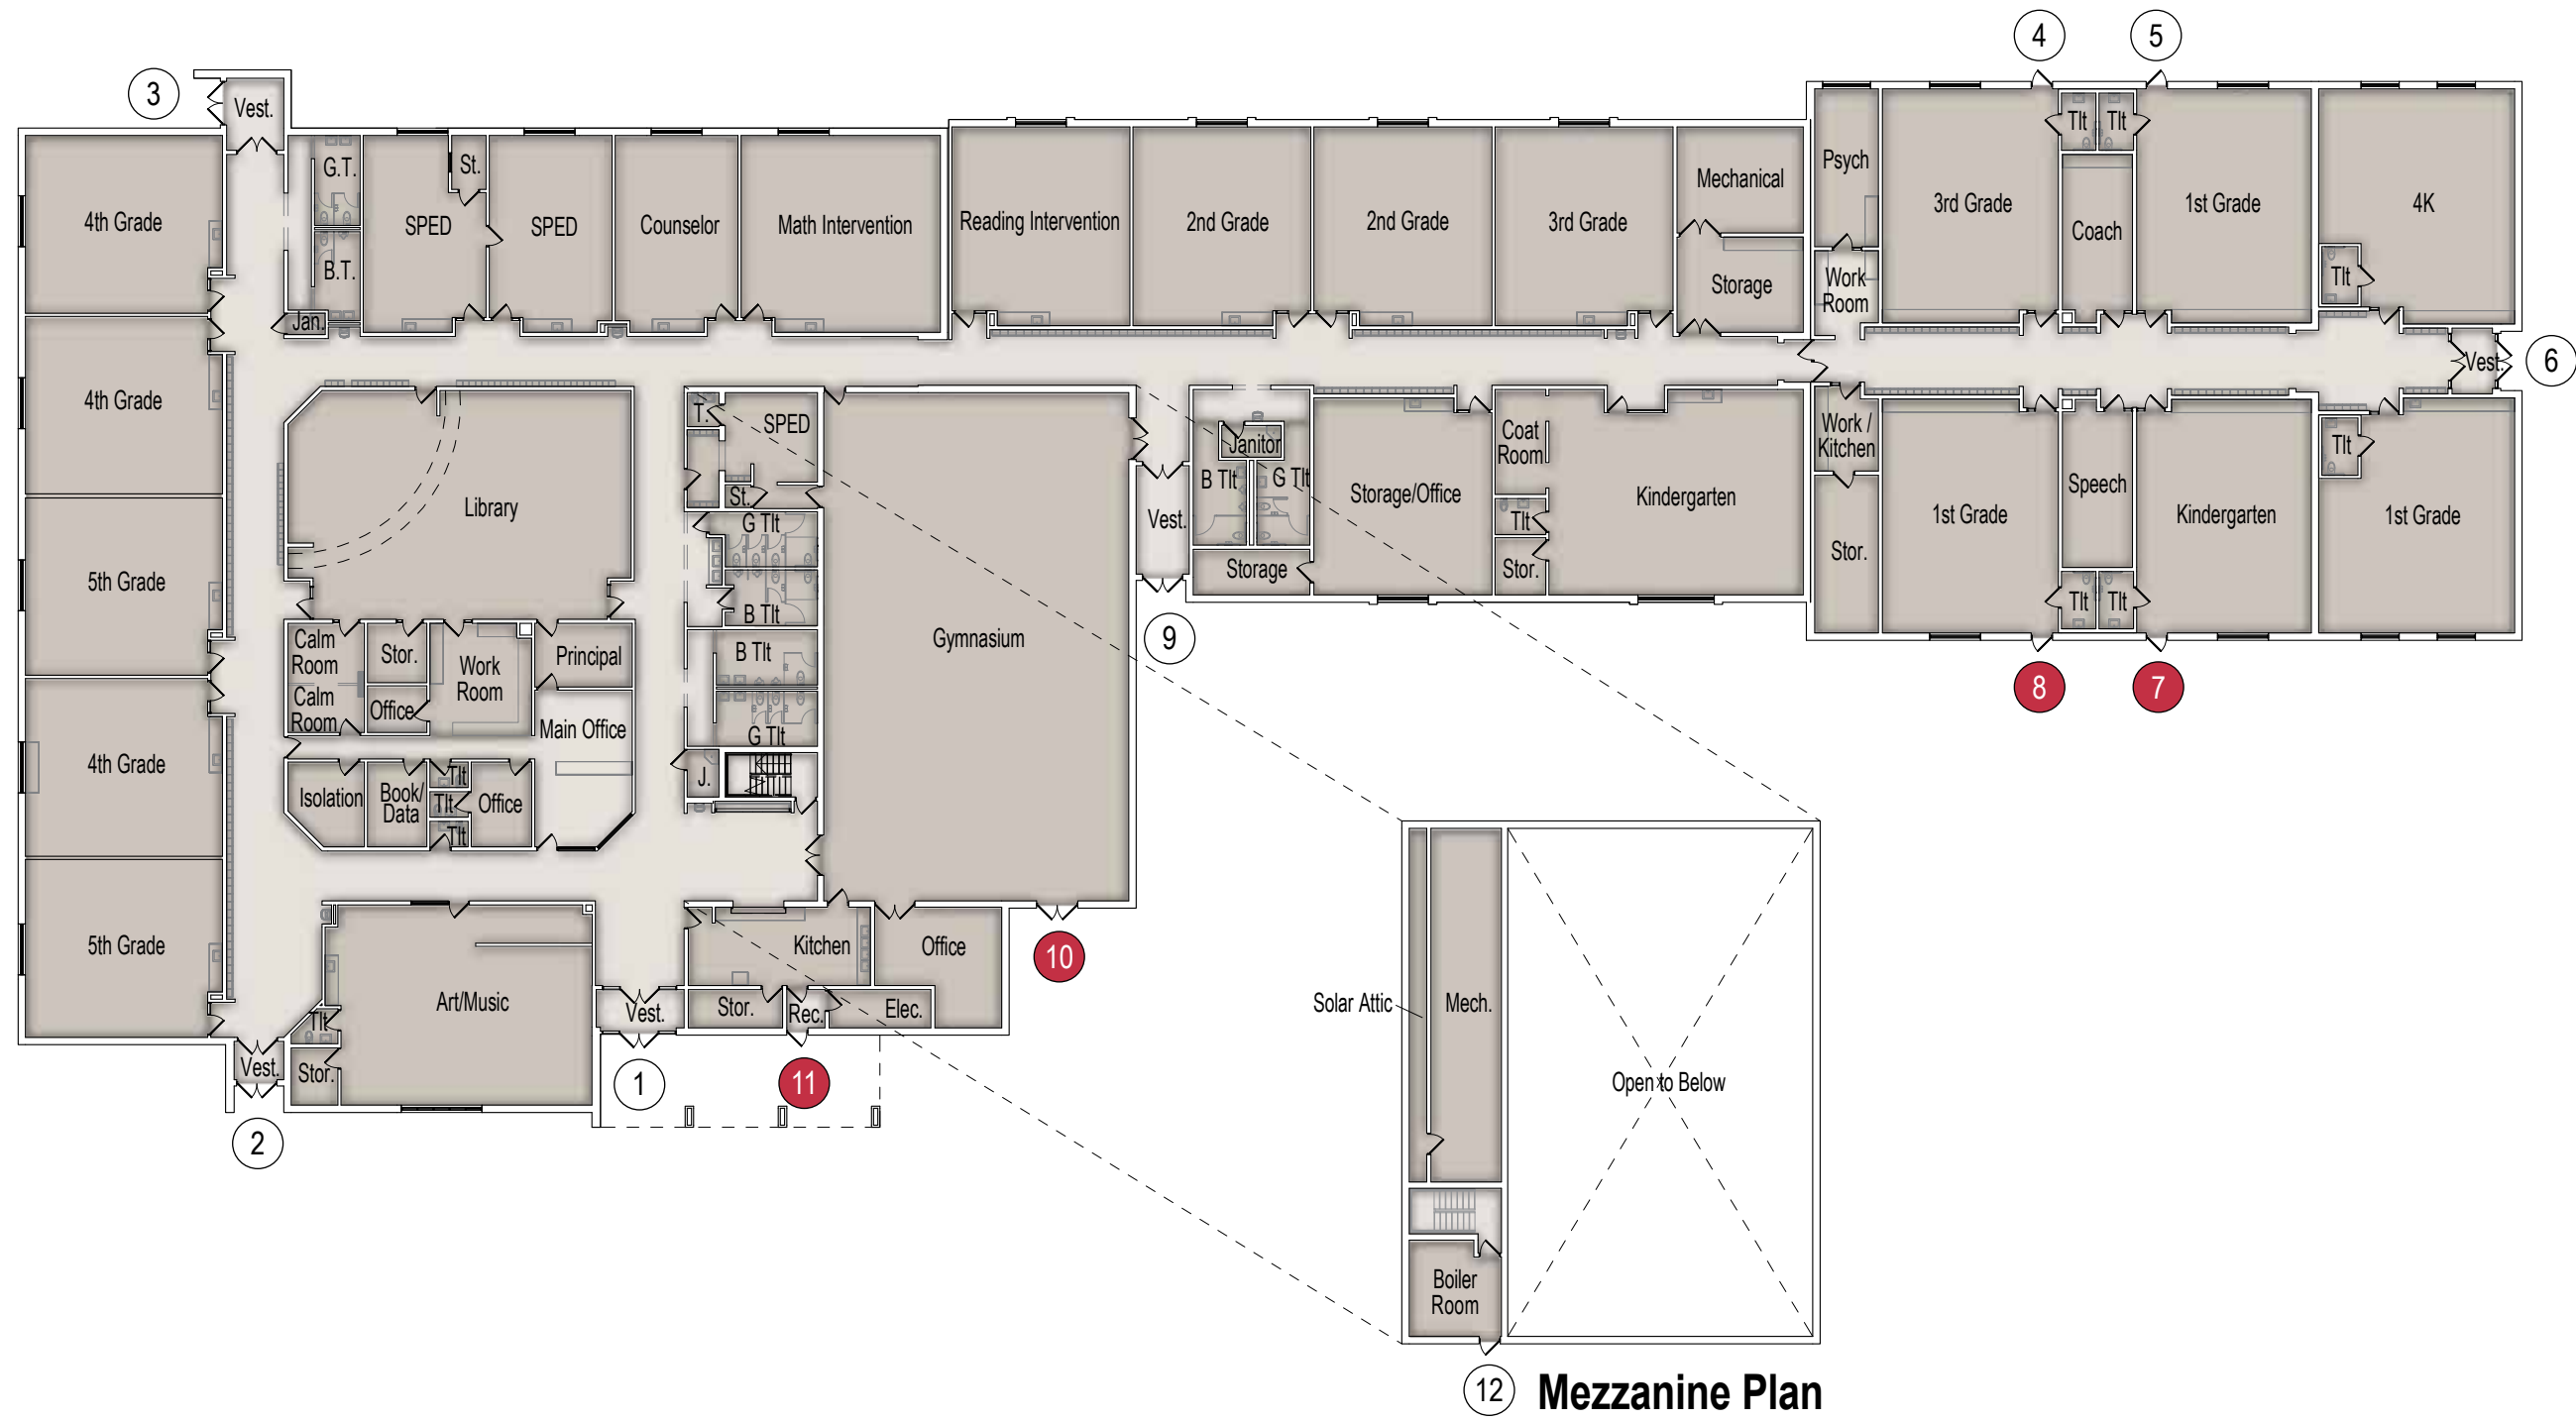 4
5
3
Vest.
G.T.
St.
4th Grade
SPED
SPED
Counselor
Math Intervention
Reading Intervention
2nd Grade
2nd Grade
3rd Grade
Mechanical
Psych
3rd Grade
Tlt
Tlt
Coach
1st Grade
4K
B.T.
Storage
Work
Room
Tlt
Jan.
Vest.
6
4th Grade
T.
SPED
Library
St.
G Tlt
B Tlt
Janitor
B Tlt
G Tlt
Vest.
Storage
Storage/Office
Coat
Room
Tlt
Stor.
Kindergarten
Work /
Kitchen
Stor.
1st Grade
Speech
Kindergarten
Tlt
1st Grade
Tlt
Tlt
5th Grade
Calm
Room
Calm
Room
Stor.
Office
Work
Room
Principal
Main Office
B Tlt
G Tlt
Gymnasium
9
8
7
4th Grade
Isolation
Book/
Data
Tlt
Tlt
Tlt
Office
J.
5th Grade
Art/Music
Kitchen
Office
10
Tlt
Stor.
Vest.
Vest.
Stor.
Rec.
Elec.
1
11
2
Solar Attic
Mech.
Open to Below
Boiler
Room
12
Mezzanine Plan